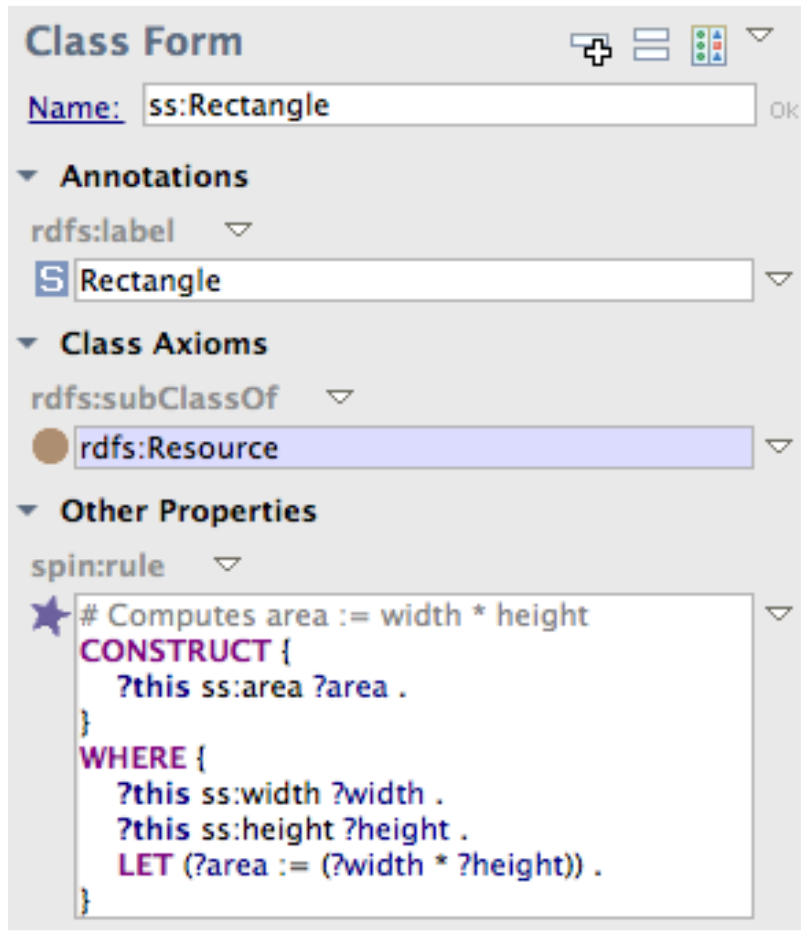 Class Form
Name: ss:Rectangle Ok
Annotations
rdfs:label
S Rectangle
Class Axioms
rdfs:subClassOf
rdfs:Resource
Other Properties
spin:rule
# Computes area := width * height
CONSTRUCT {
?this ss:area ?area .
}
WHERE {
?this ss:width ?width .
?this ss:height ?height .
LET (?area := (?width * ?height)) .
}